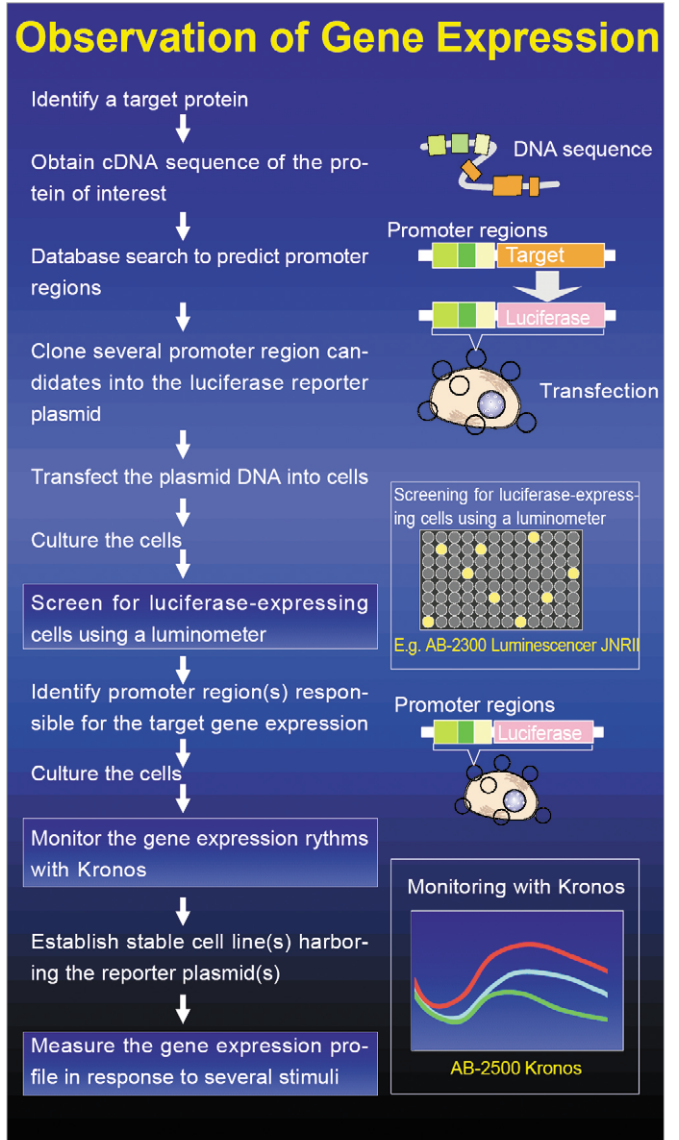 Observation of Gene Expression
Identify a target protein
Obtain cDNA sequence of the pro-
tein of interest
Database search to predict promoter
regions
Clone several promoter region can-
didates into the luciferase reporter
plasmid
Transfect the plasmid DNA into cells
Culture the cells
Screen for luciferase-expressing
cells using a luminometer
Identify promoter region(s) respon-
sible for the target gene expression
Culture the cells
Monitor the gene expression rythms
with Kronos
Establish stable cell line(s) harbor-
ing the reporter plasmid(s)
Measure the gene expression pro-
file in response to several stimuli
DNA sequence
Promoter regions
Target
Luciferase
Transfection
Screening for luciferase-express-
ing cells using a luminometer
E.g. AB-2300 Luminescencer JNRII
Promoter regions
Luciferase
Monitoring with Kronos
AB-2500 Kronos